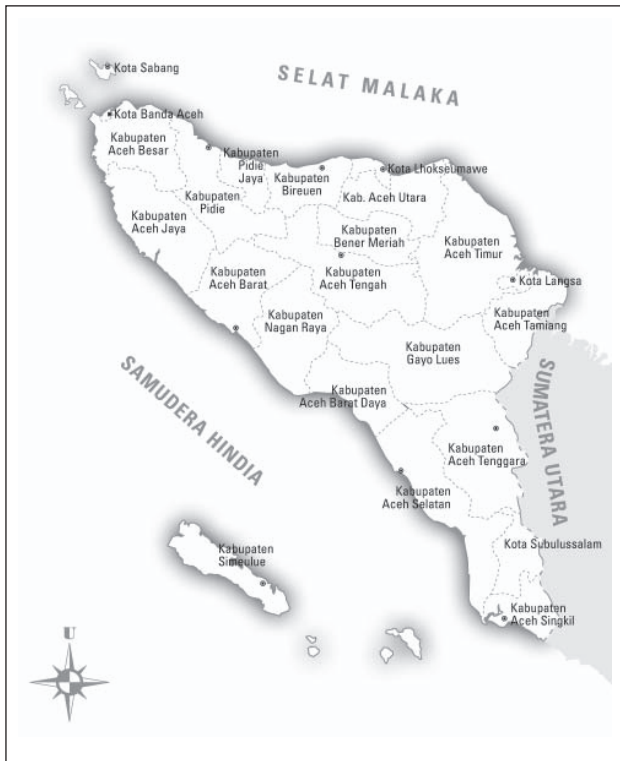 Kota Sabang
SELAT MALAKA
Kota Banda Aceh
Kabupaten
Aceh Besar
Kabupaten
Pidie
Jaya
Kabupaten
Bireuen
Kota Lhokseumawe
Kab. Aceh Utara
Kabupaten
Pidie
Kabupaten
Aceh Jaya
Kabupaten
Bener Meriah
Kabupaten
Aceh Timur
Kabupaten
Aceh Barat
Kabupaten
Aceh Tengah
Kota Langsa
Kabupaten
Nagan Raya
Kabupaten
Aceh Tamiang
Kabupaten
Gayo Lues
SAMUDERA HINDIA
SUMATERA UTARA
Kabupaten
Aceh Barat Daya
Kabupaten
Aceh Tenggara
Kabupaten
Aceh Selatan
Kota Subulussalam
Kabupaten
Simeulue
Kabupaten
Aceh Singkil
U